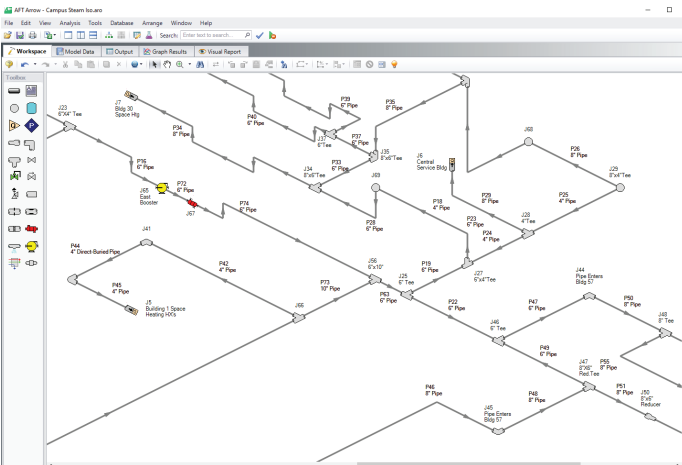 AFT Arrow - Campus Steam Iso.aro
File Edit View Analysis Tools Database Arrange Window Help
Search: Enter text to search...
Workspace Model Data Output Graph Results Visual Report
Toolbox
J23
6"X4" Tee
J7
Bldg 30
Space Htg
P34
8" Pipe
P40
6" Pipe
P39
6" Pipe
J37
6"Tee
P37
6" Pipe
P35
8" Pipe
J35
8"x6"Tee
J34
8"x6"Tee
P33
6" Pipe
J69
P28
6" Pipe
J6
Central
Service Bldg
J68
P26
8" Pipe
J29
8"x4"Tee
P29
8" Pipe
P25
4" Pipe
J28
4"Tee
P18
4" Pipe
P23
6" Pipe
P24
4" Pipe
P19
6" Pipe
J27
6"x4"Tee
P72
6" Pipe
J65
East
Booster
J67
P74
6" Pipe
J41
P44
4" Direct-Buried Pipe
P45
4" Pipe
J5
Building 1 Space
Heating HX's
P42
4" Pipe
J66
P73
10" Pipe
J56
6"x10"
P63
6" Pipe
J25
6" Tee
P22
6" Pipe
J46
6" Tee
P47
6" Pipe
J44
Pipe Enters
Bldg 57
P50
8" Pipe
J48
8" Tee
P49
6" Pipe
J47
8"X8"
Red.Tee
P55
8" Pipe
P51
8" Pipe
J50
8"x6"
Reducer
P46
8" Pipe
J45
Pipe Enters
Bldg 57
P48
8" Pipe